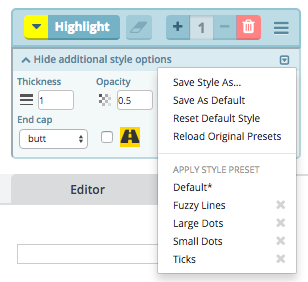 Highlight
+ 1 −
Hide additional style options
Thickness Opacity
1 0.5
End cap
butt
Save Style As...
Save As Default
Reset Default Style
Reload Original Presets
APPLY STYLE PRESET
Default*
Fuzzy Lines
Large Dots
Small Dots
Ticks
Editor